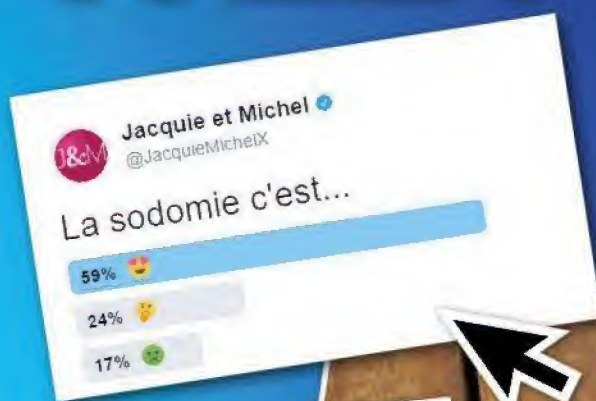 J&M
Jacquie et Michel
@JacquieMichelX
La sodomie c'est...
59% 😍
24% 🤔
17% 🤢